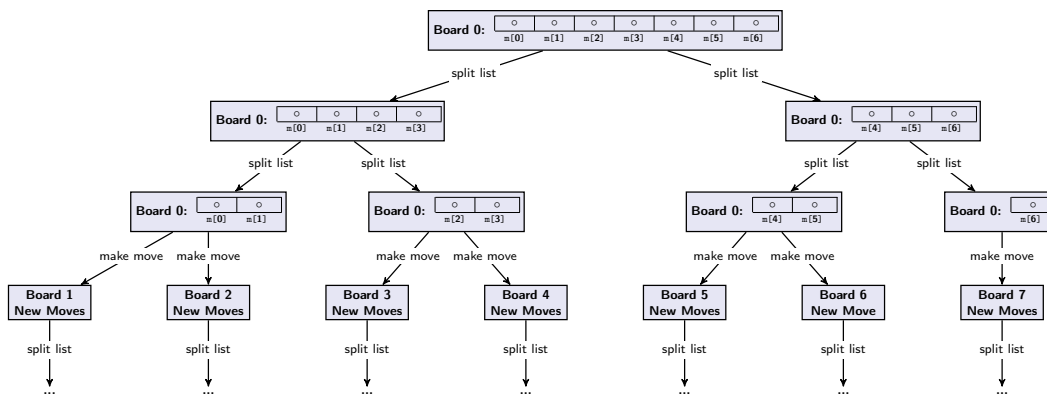 Board 0:
m[0] m[1] m[2] m[3] m[4] m[5] m[6]
split list split list
Board 0: Board 0:
m[0] m[1] m[2] m[3] m[4] m[5] m[6]
split list split list split list split list
Board 0: Board 0: Board 0: Board 0:
m[0] m[1] m[2] m[3] m[4] m[5] m[6]
make move make move make move make move make move make move make move
Board 1 Board 2 Board 3 Board 4 Board 5 Board 6 Board 7
New Moves New Moves New Moves New Moves New Moves New Move New Moves
split list split list split list split list split list split list split list
... ... ... ... ... ... ...